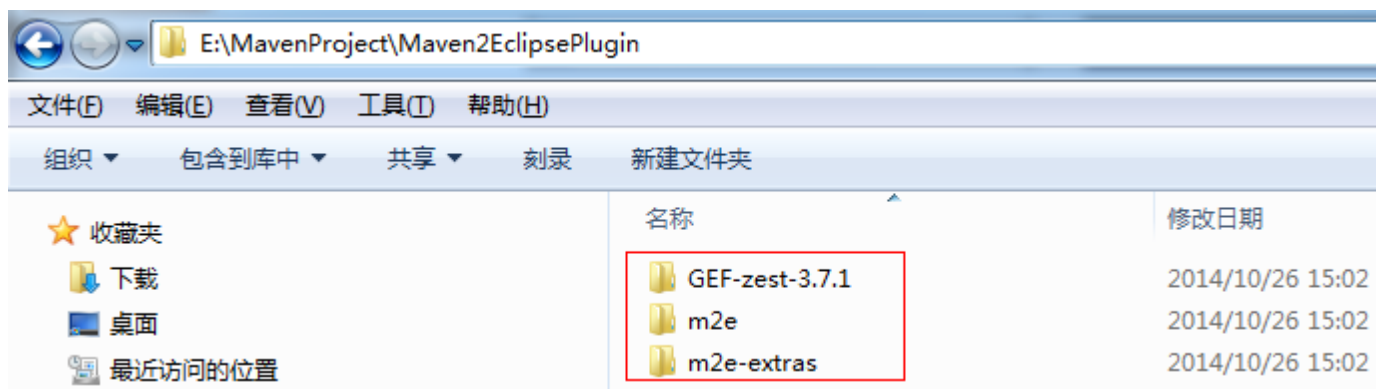 E:\MavenProject\Maven2EclipsePlugin
文件(F) 编辑(E) 查看(V) 工具(T) 帮助(H)
组织 包含到库中 共享 刻录 新建文件夹
收藏夹
下载
桌面
最近访问的位置
名称 修改日期
GEF-zest-3.7.1 2014/10/26 15:02
m2e 2014/10/26 15:02
m2e-extras 2014/10/26 15:02